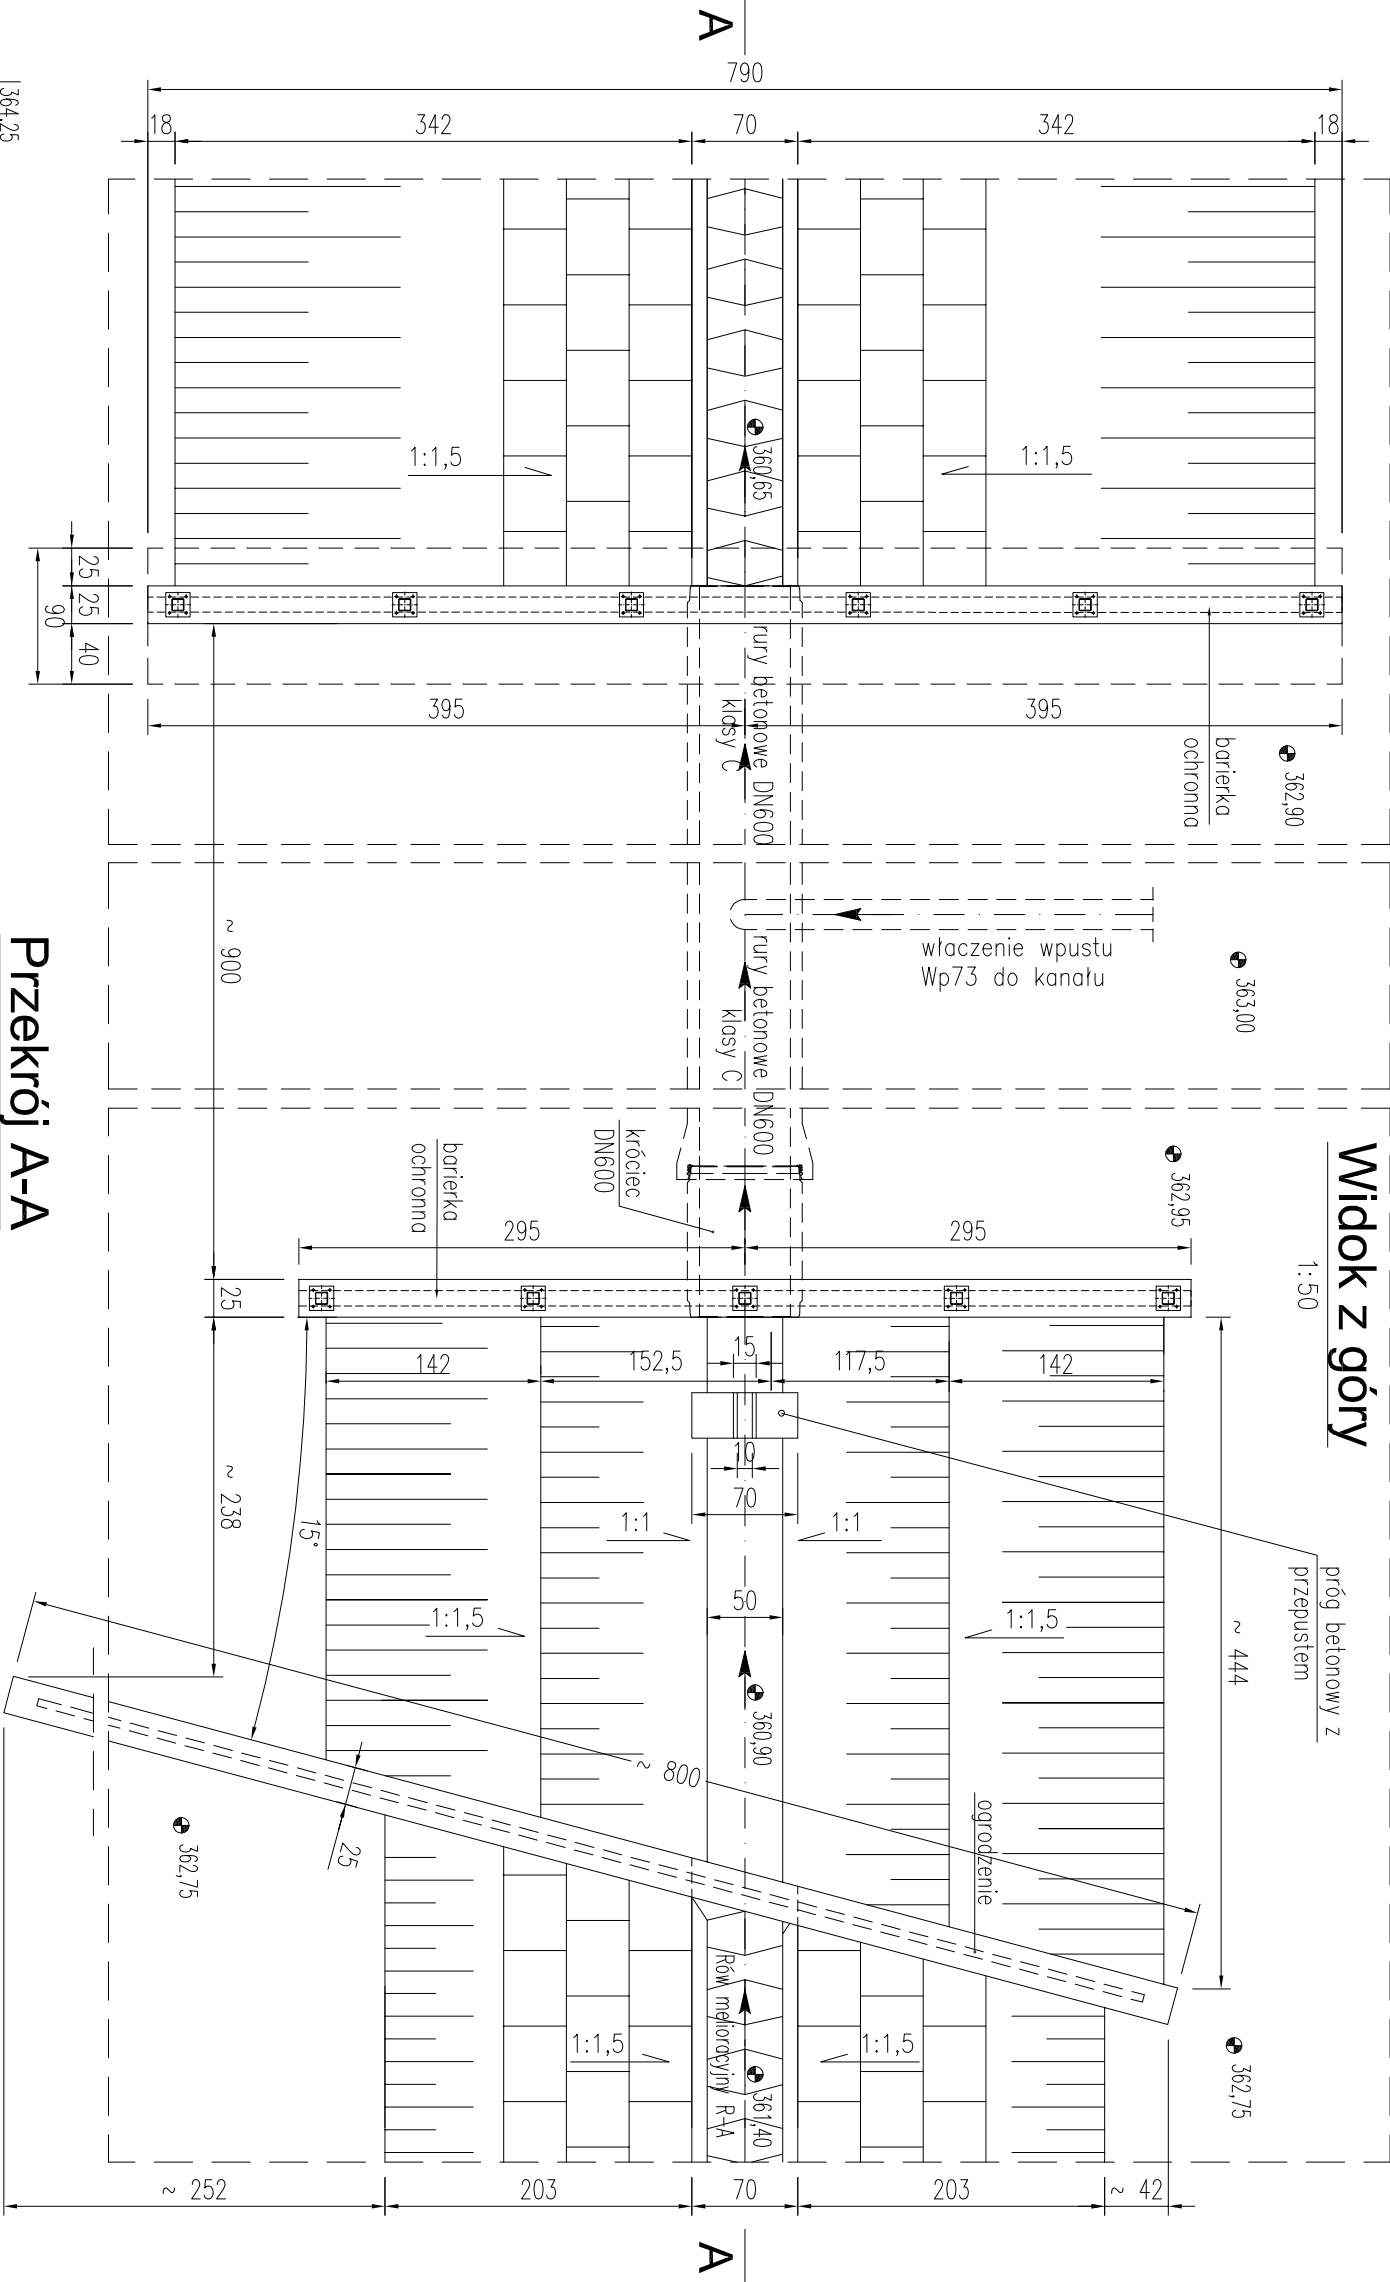 A
790
18
342
70
342
18
364,25
1:1,5
360,65
1:1,5
25
25
40
90
395
395
rury betonowe DN600
klasy C
barierka
ochronna
362,90
~ 900
włączenie wpustu
Wp73 do kanału
363,00
rury betonowe DN600
klasy C
Przekrój A-A
króciec
DN600
barierka
ochronna
362,95
Widok z góry
1:50
295
295
25
142
152,5
15
117,5
142
10
70
1:1
1:1
15°
~ 238
50
1:1,5
1:1,5
próg betonowy z
przepustem
~ 444
360,90
~ 800
ogrodzenie
25
362,75
362,75
1:1,5
1:1,5
Rów melioracyjny R-A
361,40
~ 252
203
70
203
~ 42
A